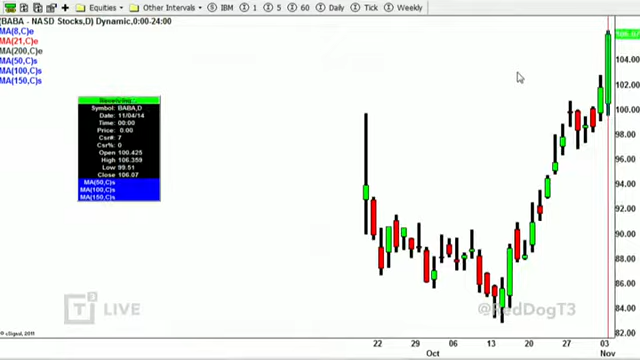 Equities Other Intervals S IBM I 1 I 5 I 60 I Daily I Tick I Weekly
(BABA - NASD Stocks,D) Dynamic,0:00-24:00
MA(8,C)e
MA(21,C)e
MA(200,C)e
MA(50,C)s
MA(100,C)s
MA(150,C)s
106.07
104.00
102.00
100.00
98.00
96.00
94.00
92.00
90.00
88.00
86.00
84.00
82.00
Symbol: BABA,D
Date: 11/04/14
Time: 00:00
Price: 0.00
Csr#: 7
Csr%: 0
Open 100.425
High 106.359
Low 99.51
Close 106.07
MA(50,C)s
MA(100,C)s
MA(150,C)s
T3 LIVE
@RedDogT3
© eSignal, 2011
22 29 06 13 20 27 03
Oct Nov